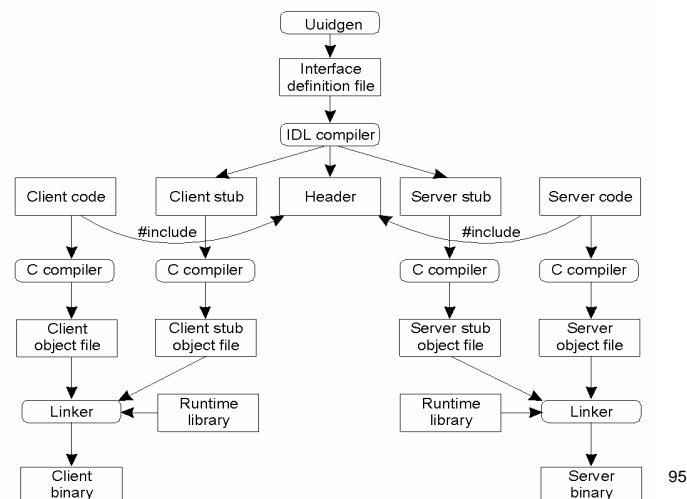 Uuidgen
Interface
definition file
IDL compiler
Client code
Client stub
Header
Server stub
Server code
#include
#include
C compiler
C compiler
C compiler
C compiler
Client
object file
Client stub
object file
Server stub
object file
Server
object file
Linker
Runtime
library
Runtime
library
Linker
Client
binary
Server
binary
95